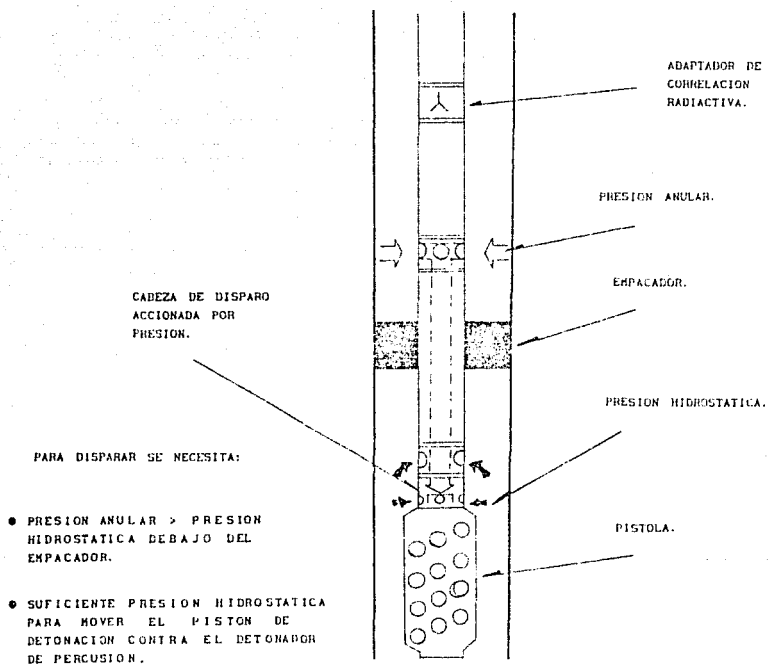 ADAPTADOR DE
CORRELACION
RADIACTIVA.
PRESION ANULAR.
EMPACADOR.
CABEZA DE DISPARO
ACCIONADA POR
PRESION.
PRESION HIDROSTATICA.
PISTOLA.
PARA DISPARAR SE NECESITA:
● PRESION ANULAR > PRESION
HIDROSTATICA DEBAJO DEL
EMPACADOR.
● SUFICIENTE PRESION HIDROSTATICA
PARA MOVER EL PISTON DE
DETONACION CONTRA EL DETONADOR
DE PERCUSION.